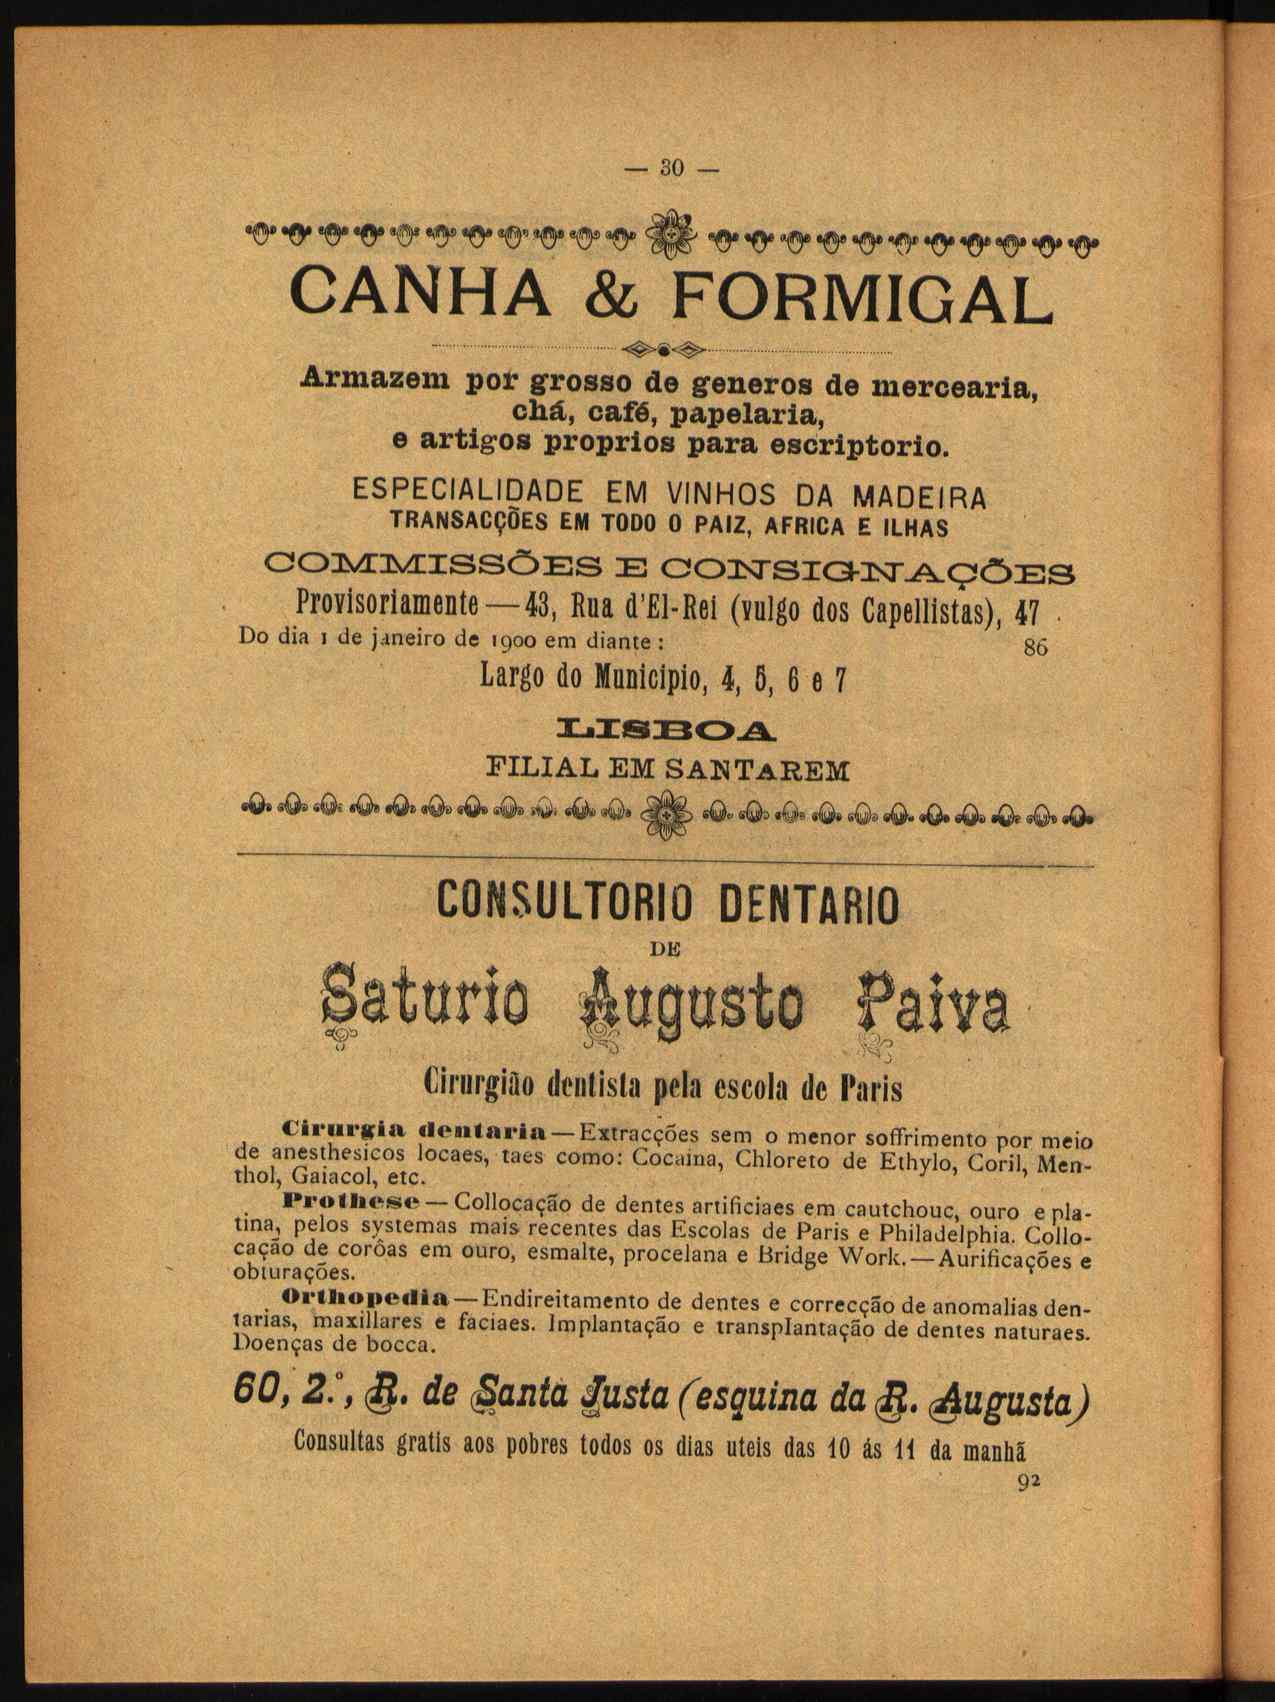 — 30 —
CANHA & FORMIGAL
Armazem por grosso de generos de mercearia,
chá, café, papelaria,
e artigos proprios para escriptorio.
ESPECIALIDADE EM VINHOS DA MADEIRA
TRANSACÇÕES EM TODO O PAIZ, AFRICA E ILHAS
COMMISSÕES E CONSIGNAÇÕES
Provisoriamente — 43, Rua d'El-Rei (vulgo dos Capellistas), 47
Do dia 1 de janeiro de 1900 em diante :
86
Largo do Municipio, 4, 5, 6 e 7
LISBOA
FILIAL EM SANTAREM
CONSULTORIO DENTARIO
DE
Saturio Augusto Paiva
Cirurgião dentista pela escola de Paris
Cirurgia dentaria — Extracções sem o menor soffrimento por meio
de anesthesicos locaes, taes como: Cocaina, Chloreto de Ethylo, Coril, Men-
thol, Gaiacol, etc.
Prothese — Collocação de dentes artificiaes em cautchouc, ouro e pla-
tina, pelos systemas mais recentes das Escolas de Paris e Philadelphia. Collo-
cação de corôas em ouro, esmalte, procelana e Bridge Work. — Aurificações e
obturações.
Orthopedia — Endireitamento de dentes e correcção de anomalias den-
tarias, maxillares e faciaes. Implantação e transplantação de dentes naturaes.
Doenças de bocca.
60, 2.º, R. de Santa Justa (esquina da R. Augusta)
Consultas gratis aos pobres todos os dias uteis das 10 ás 11 da manhã
92